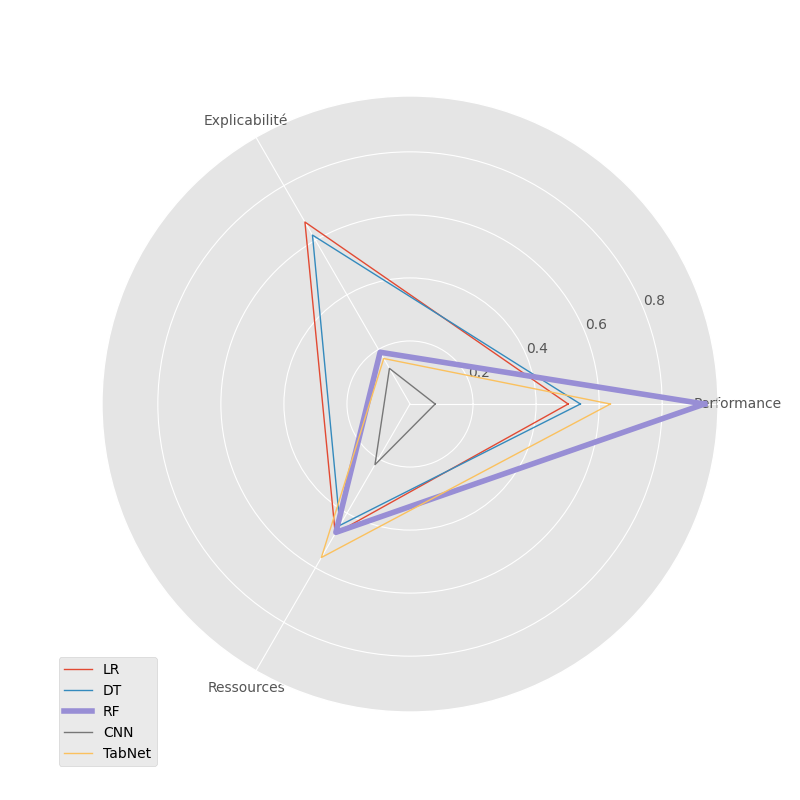 Explicabilité
0.8
0.6
0.4
0.2
Performance
Ressources
LR
DT
RF
CNN
TabNet